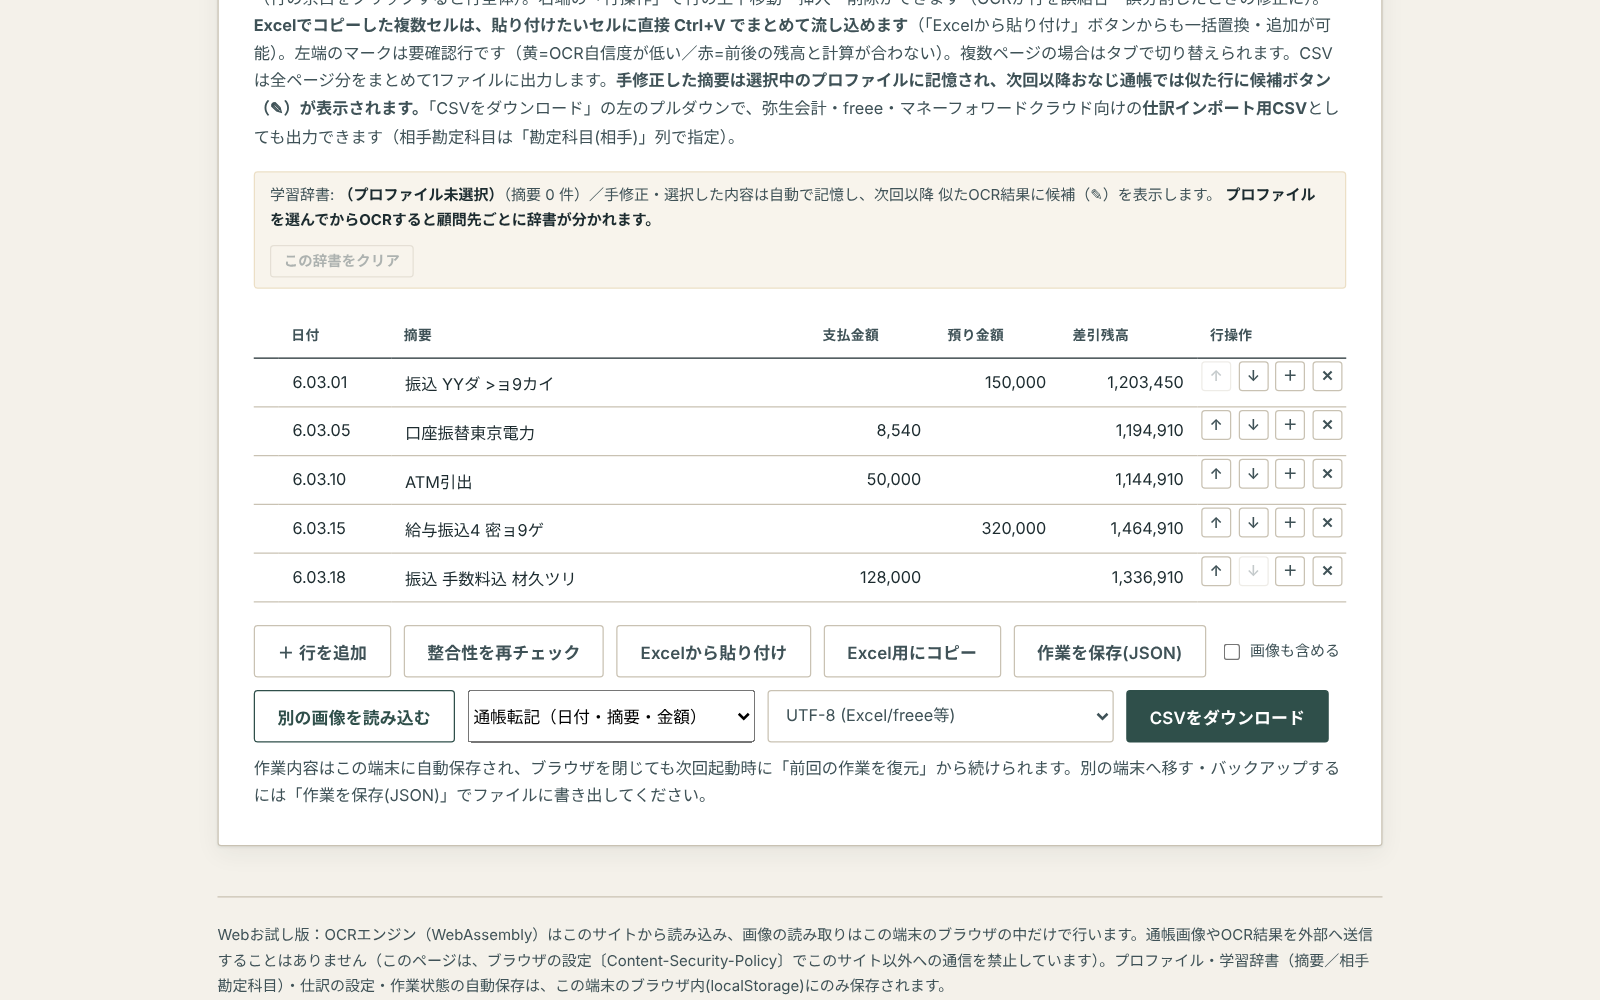 Excelでコピーした複数セルは、貼り付けたいセルに直接 Ctrl+V でまとめて流し込めます（「Excelから貼り付け」ボタンからも一括置換・追加が可
能）。左端のマークは要確認行です（黄=OCR自信度が低い／赤=前後の残高と計算が合わない）。複数ページの場合はタブで切り替えられます。CSV
は全ページ分をまとめて1ファイルに出力します。手修正した摘要は選択中のプロファイルに記憶され、次回以降おなじ通帳では似た行に候補ボタン
（✎）が表示されます。「CSVをダウンロード」の左のプルダウンで、弥生会計・freee・マネーフォワードクラウド向けの仕訳インポート用CSVとし
ても出力できます（相手勘定科目は「勘定科目(相手)」列で指定）。
学習辞書: （プロファイル未選択）（摘要 0 件）／手修正・選択した内容は自動で記憶し、次回以降 似たOCR結果に候補（✎）を表示します。 プロファイル
を選んでからOCRすると顧問先ごとに辞書が分かれます。
この辞書をクリア
日付 摘要 支払金額 預り金額 差引残高 行操作
6.03.01 振込 YYダ >ョ9カイ 150,000 1,203,450 ↑ ↓ + ×
6.03.05 口座振替東京電力 8,540 1,194,910 ↑ ↓ + ×
6.03.10 ATM引出 50,000 1,144,910 ↑ ↓ + ×
6.03.15 給与振込4 密ョ9ゲ 320,000 1,464,910 ↑ ↓ + ×
6.03.18 振込 手数料込 材久ツリ 128,000 1,336,910 ↑ ↓ + ×
＋ 行を追加 整合性を再チェック Excelから貼り付け Excel用にコピー 作業を保存(JSON) 画像も含める
別の画像を読み込む 通帳転記（日付・摘要・金額） UTF-8 (Excel/freee等) CSVをダウンロード
作業内容はこの端末に自動保存され、ブラウザを閉じても次回起動時に「前回の作業を復元」から続けられます。別の端末へ移す・バックアップする
には「作業を保存(JSON)」でファイルに書き出してください。
Webお試し版：OCRエンジン（WebAssembly）はこのサイトから読み込み、画像の読み取りはこの端末のブラウザの中だけで行います。通帳画像やOCR結果を外部へ送信
することはありません（このページは、ブラウザの設定〔Content-Security-Policy〕でこのサイト以外への通信を禁止しています）。プロファイル・学習辞書（摘要／相手
勘定科目）・仕訳の設定・作業状態の自動保存は、この端末のブラウザ内(localStorage)にのみ保存されます。